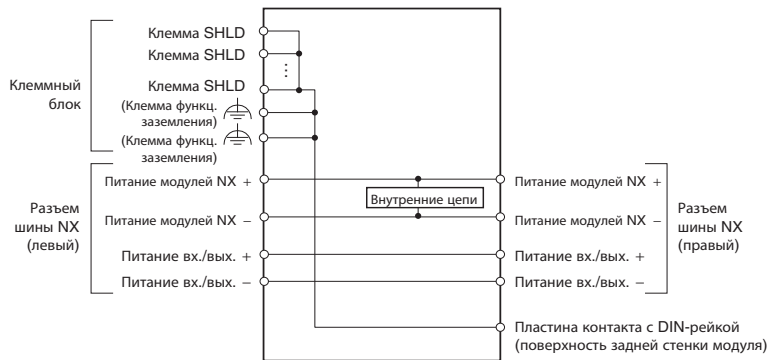 Клеммный
блок
Клемма SHLD
Клемма SHLD
⋮
Клемма SHLD
(Клемма функц.
заземления)
(Клемма функц.
заземления)
Разъем
шины NX
(левый)
Питание модулей NX +
Питание модулей NX –
Питание вх./вых. +
Питание вх./вых. –
Внутренние цепи
Питание модулей NX +
Питание модулей NX –
Питание вх./вых. +
Питание вх./вых. –
Разъем
шины NX
(правый)
Пластина контакта с DIN-рейкой
(поверхность задней стенки модуля)